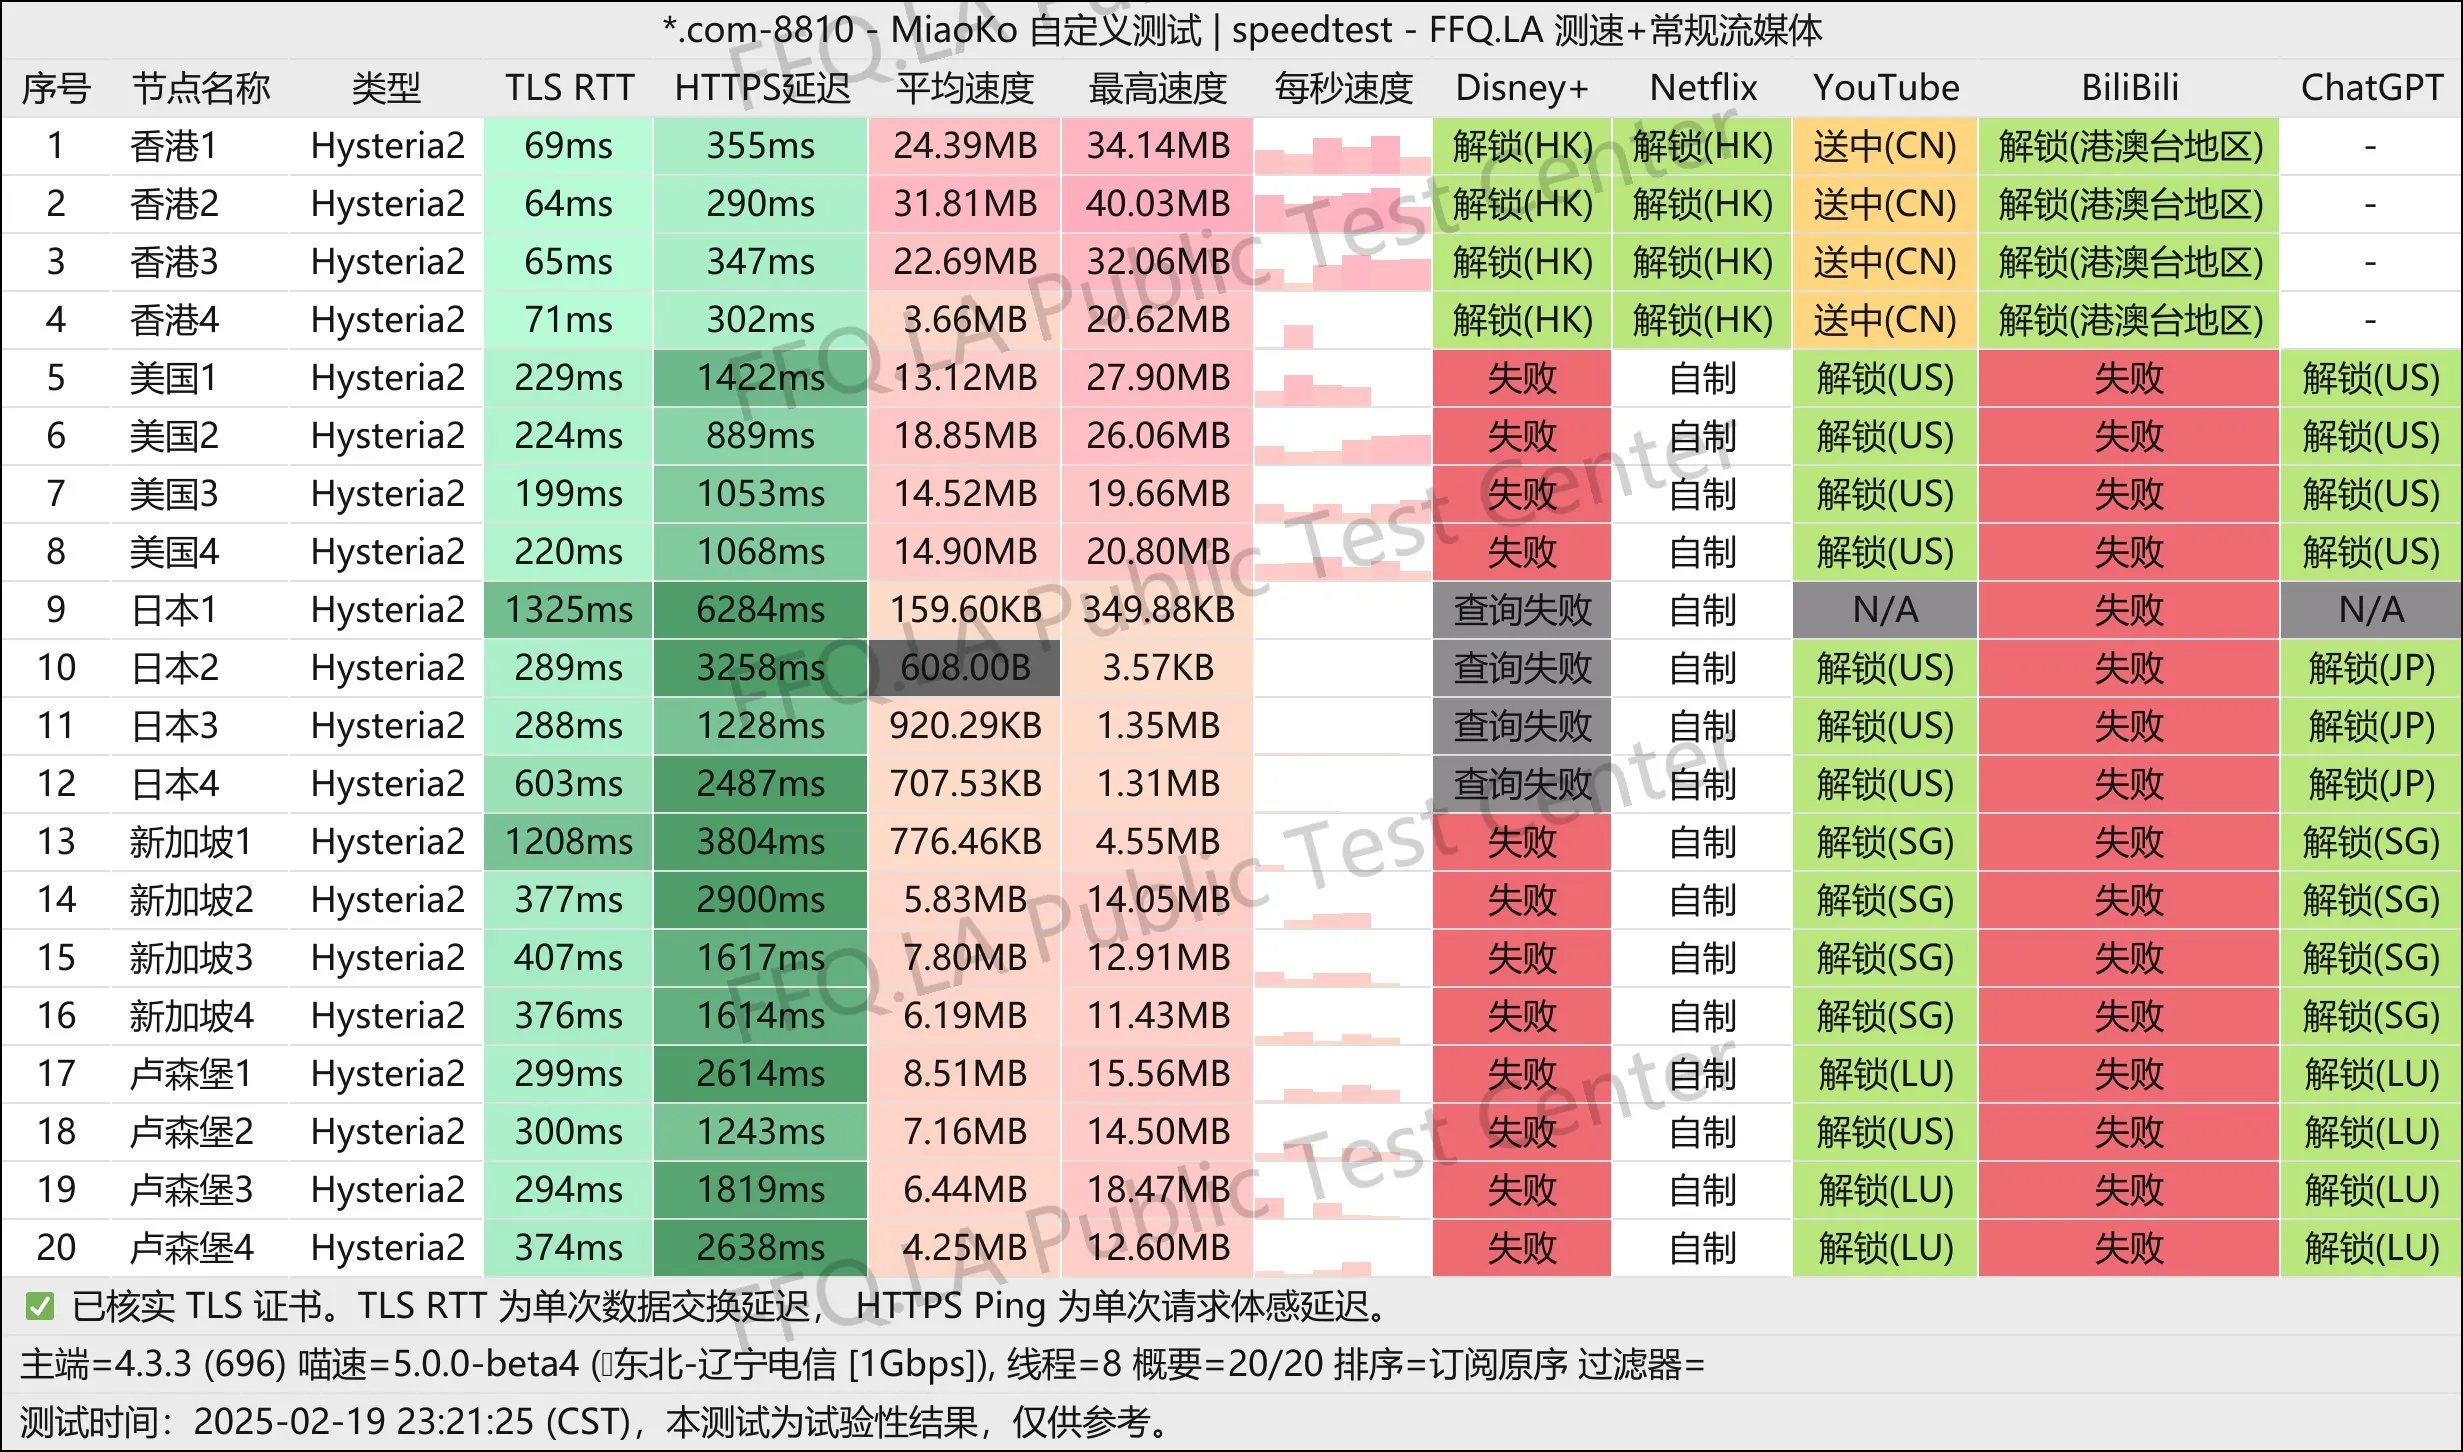 *.com-8810 - MiaoKo 自定义测试 | speedtest - FFQ.LA 测速+常规流媒体
序号 节点名称 类型 TLS RTT HTTPS延迟 平均速度 最高速度 每秒速度 Disney+ Netflix YouTube BiliBili ChatGPT
1 香港1 Hysteria2 69ms 355ms 24.39MB 34.14MB 解锁(HK) 解锁(HK) 送中(CN) 解锁(港澳台地区) -
2 香港2 Hysteria2 64ms 290ms 31.81MB 40.03MB 解锁(HK) 解锁(HK) 送中(CN) 解锁(港澳台地区) -
3 香港3 Hysteria2 65ms 347ms 22.69MB 32.06MB 解锁(HK) 解锁(HK) 送中(CN) 解锁(港澳台地区) -
4 香港4 Hysteria2 71ms 302ms 3.66MB 20.62MB 解锁(HK) 解锁(HK) 送中(CN) 解锁(港澳台地区) -
5 美国1 Hysteria2 229ms 1422ms 13.12MB 27.90MB 失败 自制 解锁(US) 失败 解锁(US)
6 美国2 Hysteria2 224ms 889ms 18.85MB 26.06MB 失败 自制 解锁(US) 失败 解锁(US)
7 美国3 Hysteria2 199ms 1053ms 14.52MB 19.66MB 失败 自制 解锁(US) 失败 解锁(US)
8 美国4 Hysteria2 220ms 1068ms 14.90MB 20.80MB 失败 自制 解锁(US) 失败 解锁(US)
9 日本1 Hysteria2 1325ms 6284ms 159.60KB 349.88KB 查询失败 自制 N/A 失败 N/A
10 日本2 Hysteria2 289ms 3258ms 608.00B 3.57KB 查询失败 自制 解锁(US) 失败 解锁(JP)
11 日本3 Hysteria2 288ms 1228ms 920.29KB 1.35MB 查询失败 自制 解锁(US) 失败 解锁(JP)
12 日本4 Hysteria2 603ms 2487ms 707.53KB 1.31MB 查询失败 自制 解锁(US) 失败 解锁(JP)
13 新加坡1 Hysteria2 1208ms 3804ms 776.46KB 4.55MB 失败 自制 解锁(SG) 失败 解锁(SG)
14 新加坡2 Hysteria2 377ms 2900ms 5.83MB 14.05MB 失败 自制 解锁(SG) 失败 解锁(SG)
15 新加坡3 Hysteria2 407ms 1617ms 7.80MB 12.91MB 失败 自制 解锁(SG) 失败 解锁(SG)
16 新加坡4 Hysteria2 376ms 1614ms 6.19MB 11.43MB 失败 自制 解锁(SG) 失败 解锁(SG)
17 卢森堡1 Hysteria2 299ms 2614ms 8.51MB 15.56MB 失败 自制 解锁(LU) 失败 解锁(LU)
18 卢森堡2 Hysteria2 300ms 1243ms 7.16MB 14.50MB 失败 自制 解锁(US) 失败 解锁(LU)
19 卢森堡3 Hysteria2 294ms 1819ms 6.44MB 18.47MB 失败 自制 解锁(LU) 失败 解锁(LU)
20 卢森堡4 Hysteria2 374ms 2638ms 4.25MB 12.60MB 失败 自制 解锁(LU) 失败 解锁(LU)
✅ 已核实 TLS 证书。TLS RTT 为单次数据交换延迟， HTTPS Ping 为单次请求体感延迟。
主端=4.3.3 (696) 喵速=5.0.0-beta4 (东北-辽宁电信 [1Gbps]), 线程=8 概要=20/20 排序=订阅原序 过滤器=
测试时间：2025-02-19 23:21:25 (CST)，本测试为试验性结果，仅供参考。
FFQ.LA Public Test Center
FFQ.LA Public Test Center
FFQ.LA Public Test Center
FFQ.LA Public Test Center